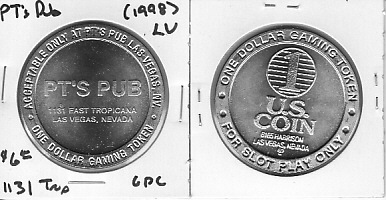 PT's Pub
(1998)
LV
ACCEPTABLE ONLY AT PT'S PUB LAS VEGAS, NV
PT'S PUB
1131 EAST TROPICANA
LAS VEGAS, NEVADA
• ONE DOLLAR GAMING TOKEN •
1131 Trop
GDC
ONE DOLLAR GAMING TOKEN
1
U.S.
COIN
6165 HARRISON
LAS VEGAS, NEVADA
• FOR SLOT PLAY ONLY •